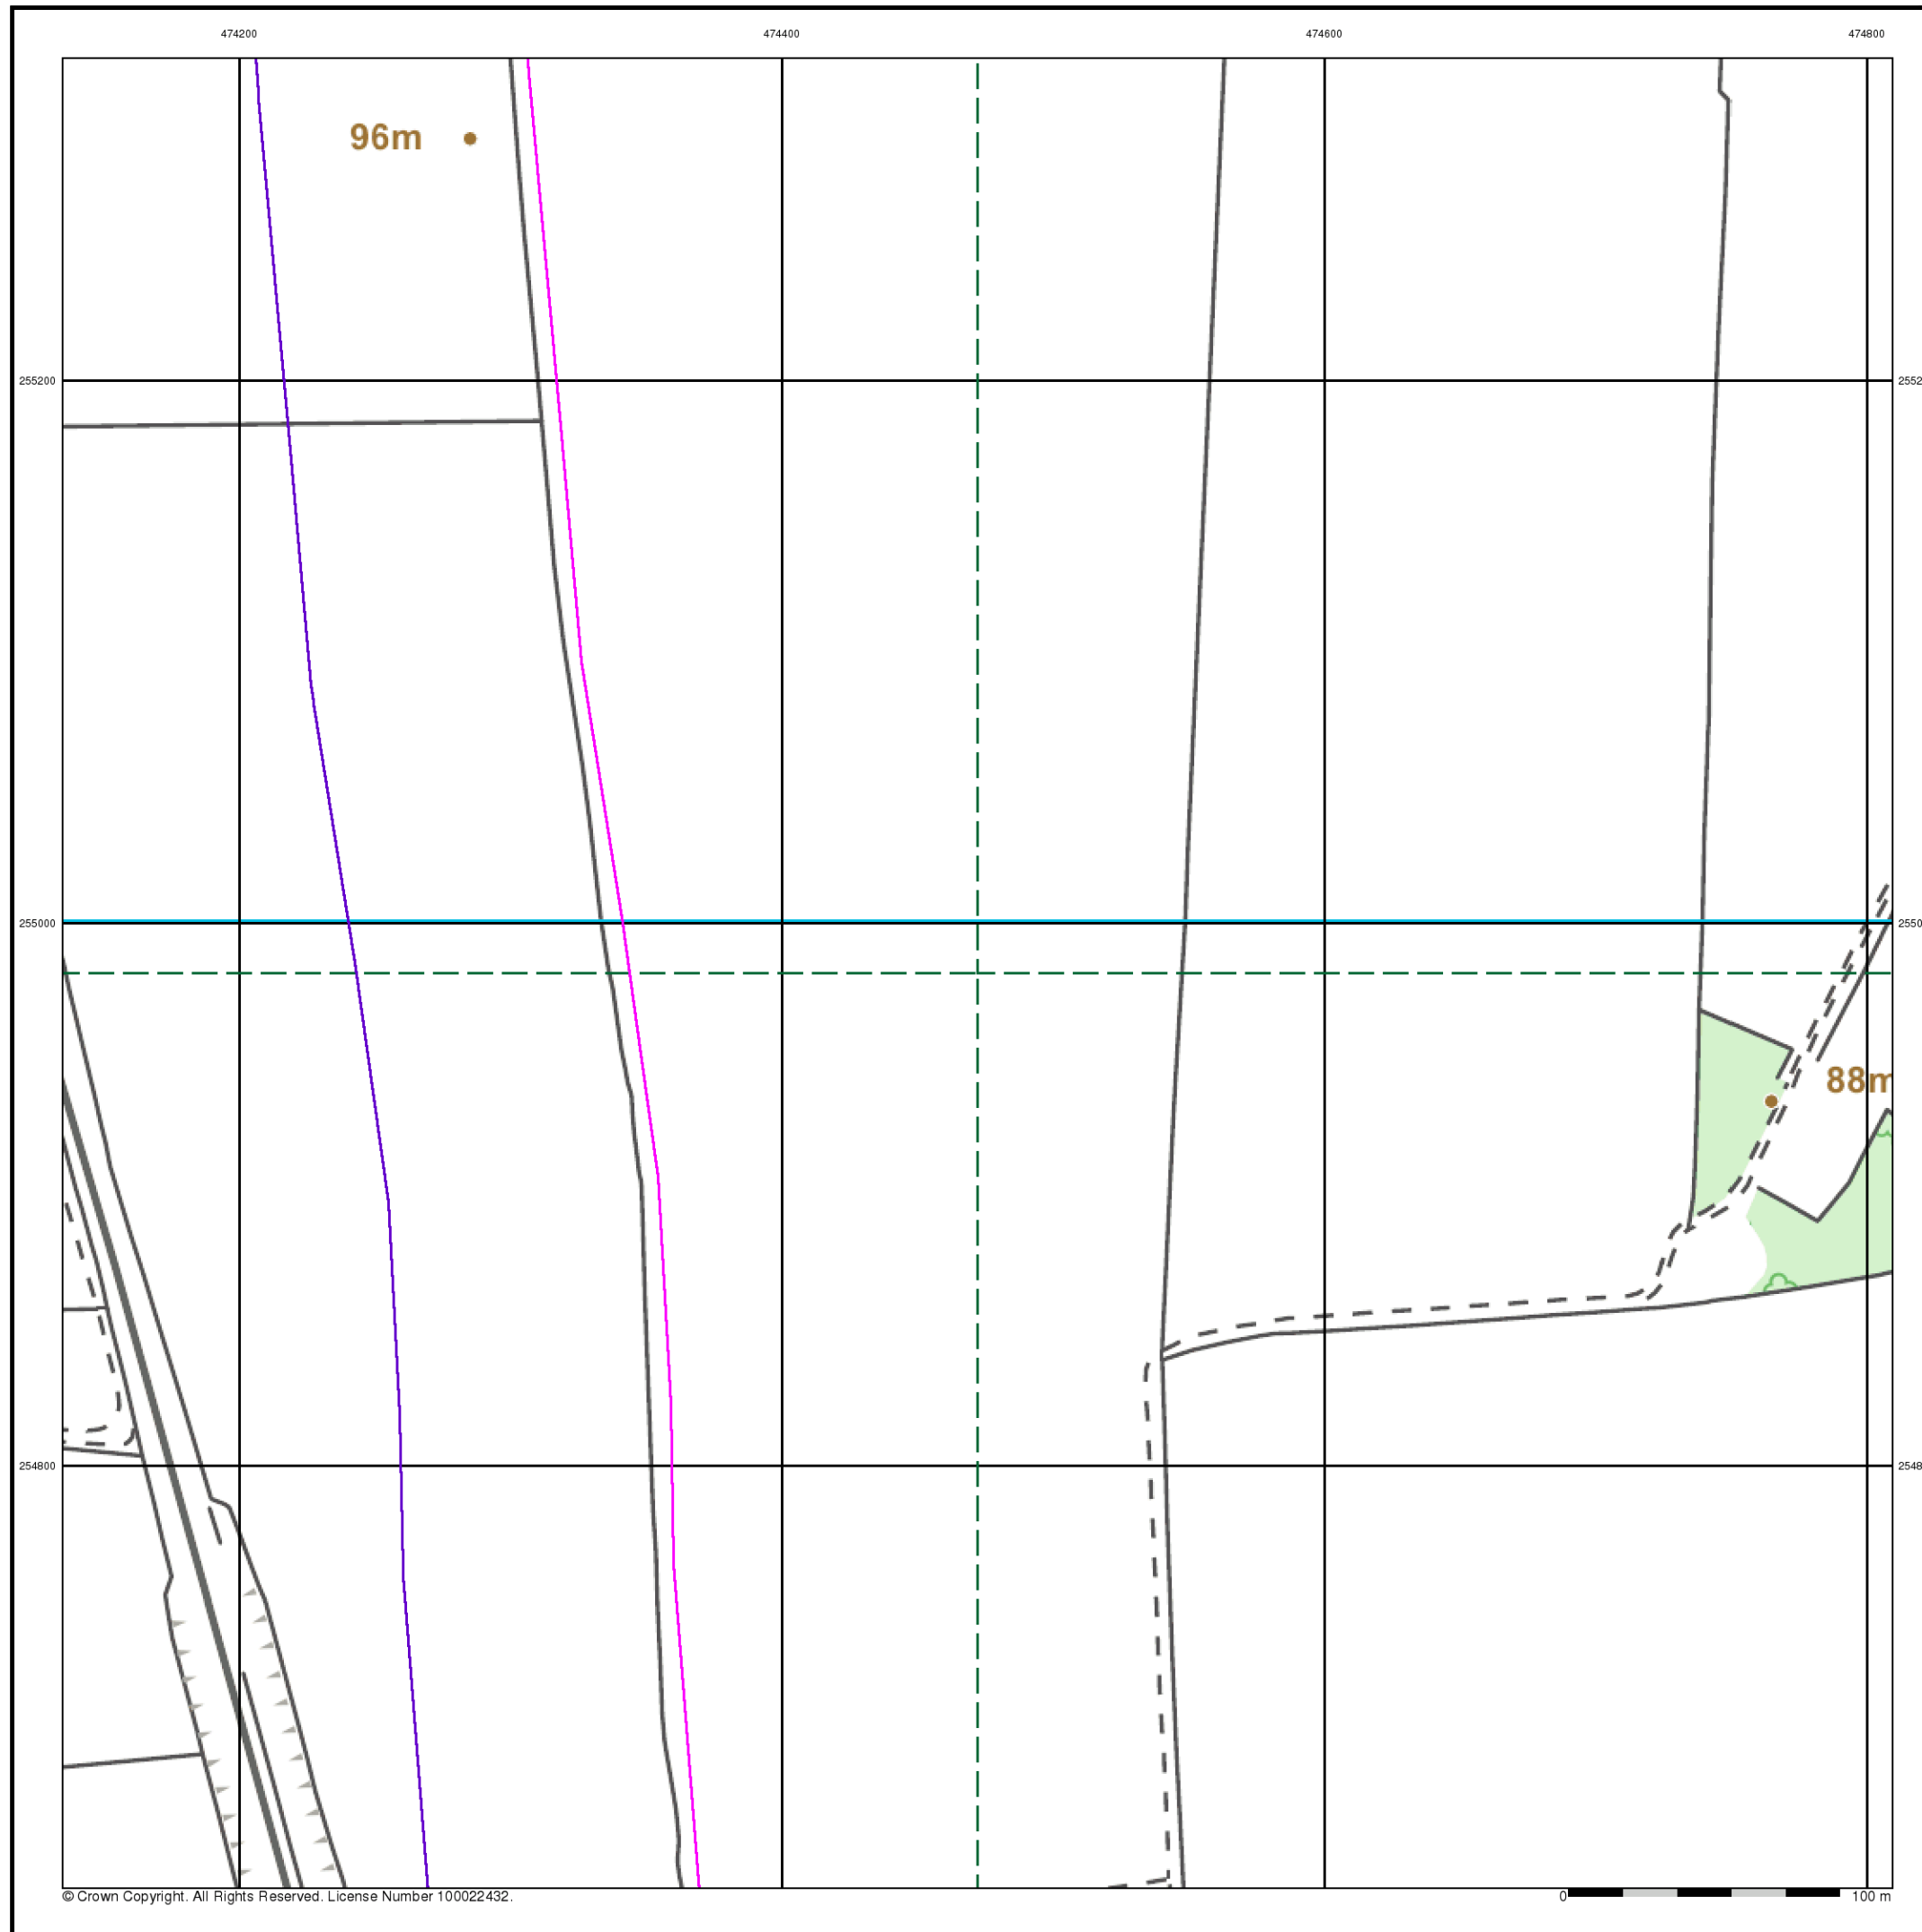 474200 474400 474600 474800
96m
255200 2552
255000 2550
88m
254800 2548
© Crown Copyright. All Rights Reserved. License Number 100022432. 0 100 m